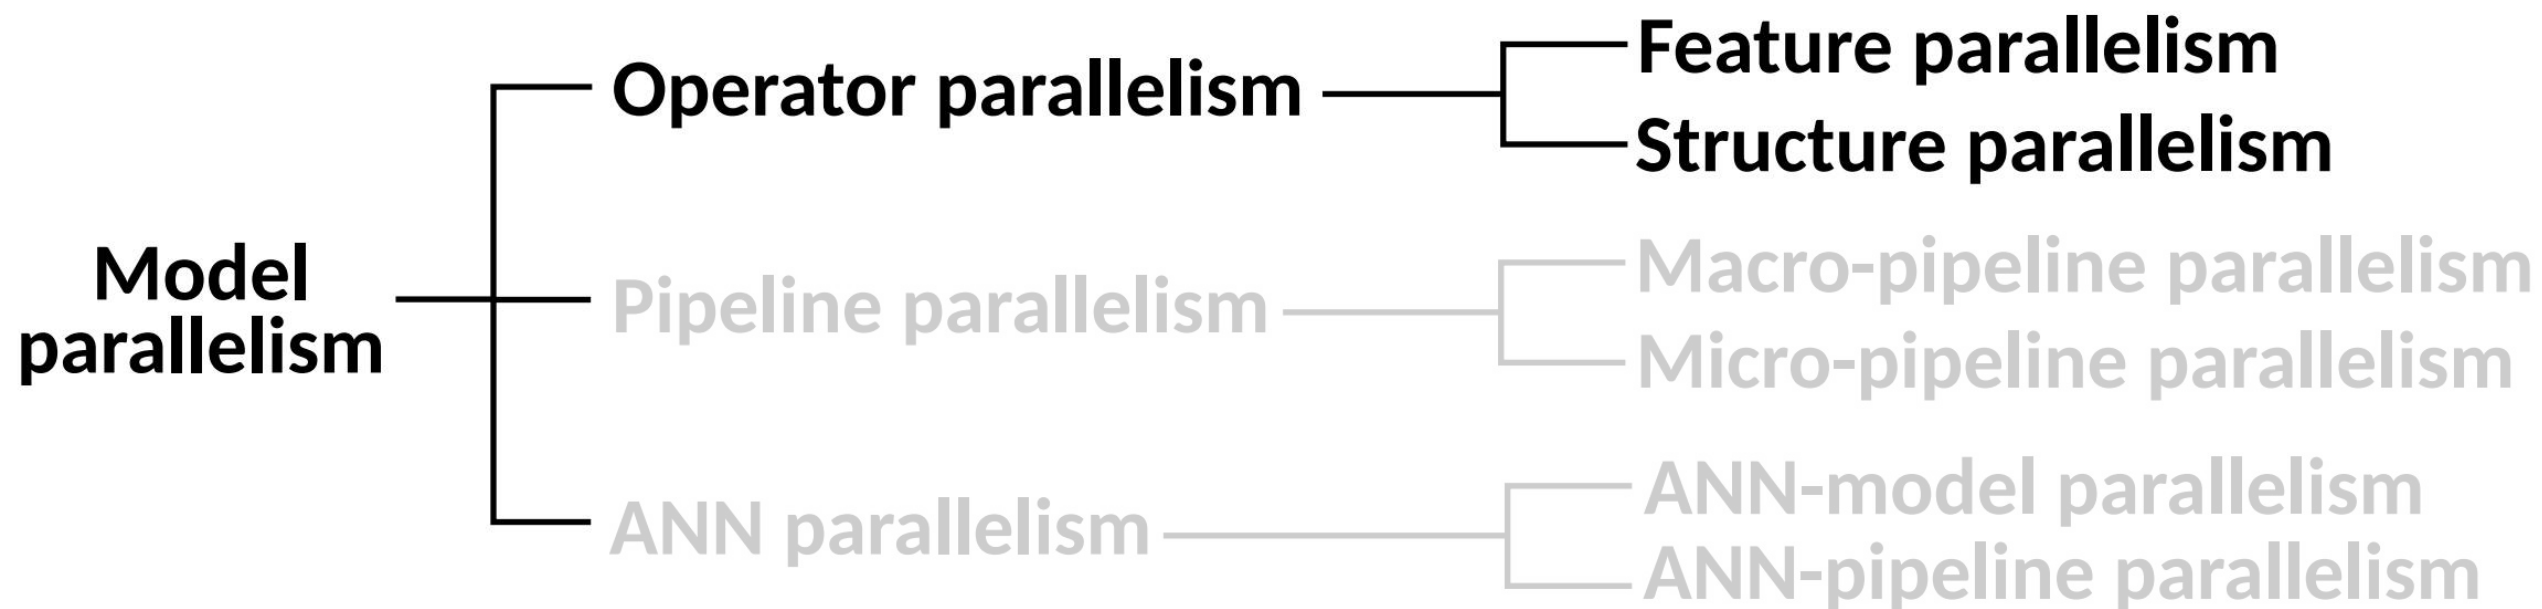 Model
parallelism
Operator parallelism
Feature parallelism
Structure parallelism
Pipeline parallelism
Macro-pipeline parallelism
Micro-pipeline parallelism
ANN parallelism
ANN-model parallelism
ANN-pipeline parallelism